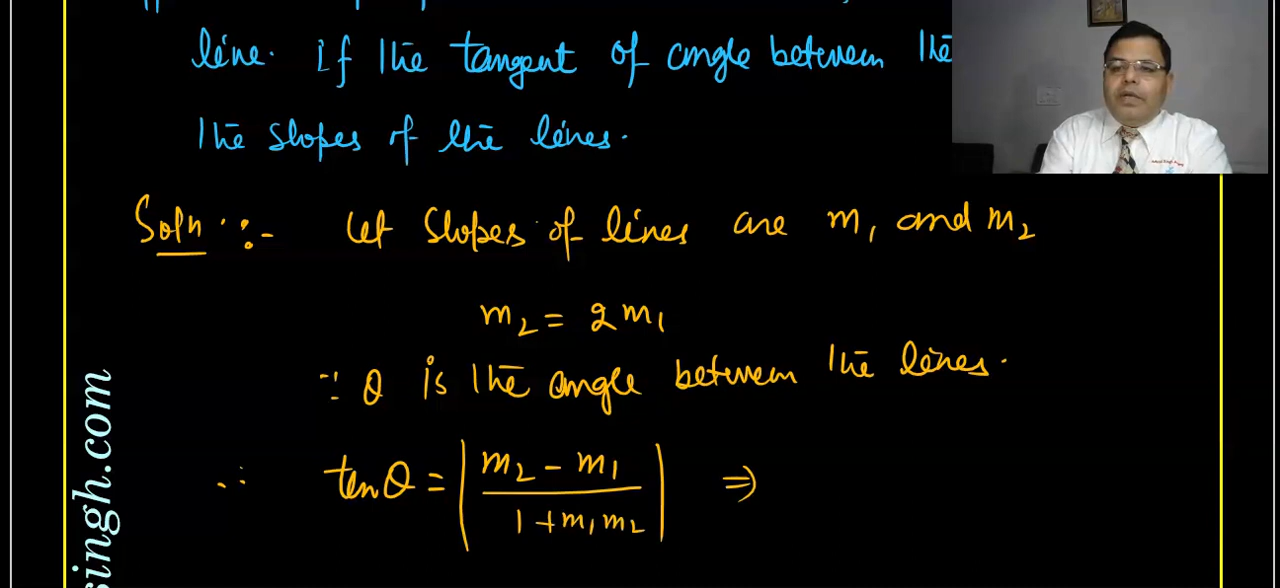 line. If the tangent of angle between the
the slopes of the lines.
Soln :- Let slopes of lines are m₁ and m₂
m₂ = 2m₁
∵ θ is the angle between the lines.
∴ tanθ = | (m₂ - m₁) / (1 + m₁m₂) | ⇒
singh.com